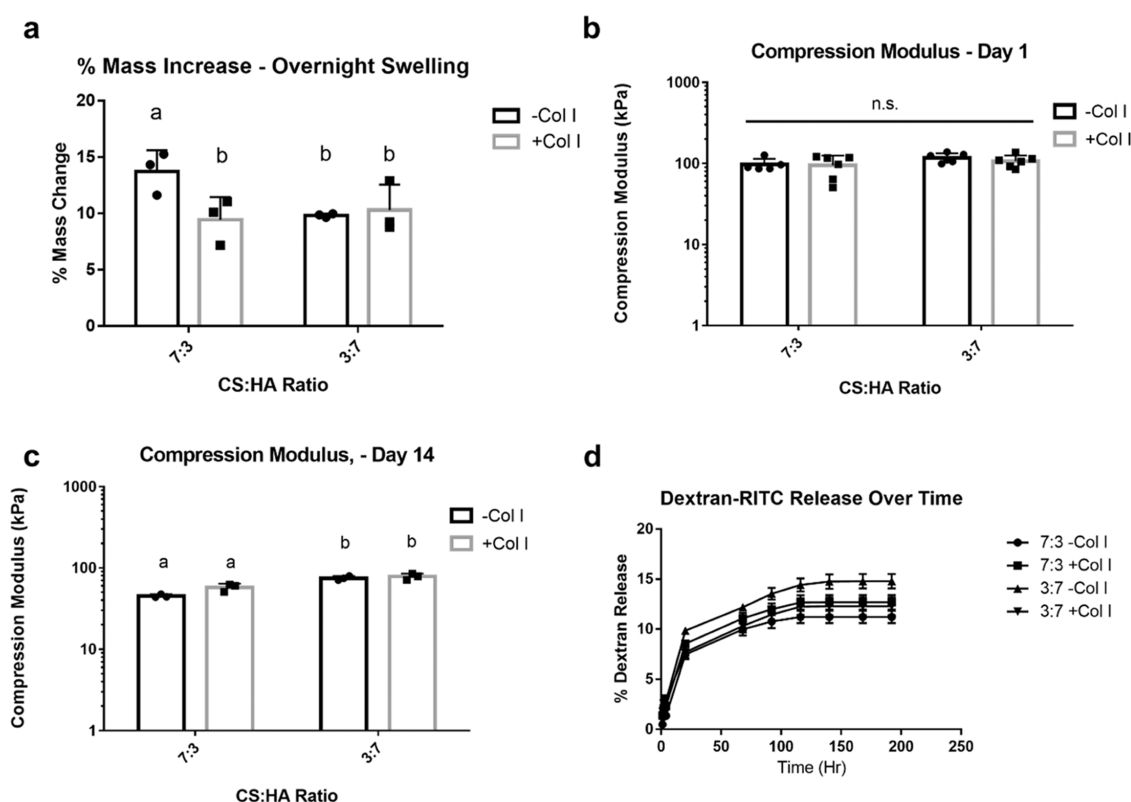 a
% Mass Increase - Overnight Swelling
% Mass Change
20
15
10
5
0
a
b
b
b
-Col I
+Col I
7:3
3:7
CS:HA Ratio
b
Compression Modulus - Day 1
Compression Modulus (kPa)
1000
100
10
1
n.s.
-Col I
+Col I
7:3
3:7
CS:HA Ratio
c
Compression Modulus, - Day 14
Compression Modulus (kPa)
1000
100
10
1
a
a
b
b
-Col I
+Col I
7:3
3:7
CS:HA Ratio
d
Dextran-RITC Release Over Time
% Dextran Release
20
15
10
5
0
0
50
100
150
200
250
Time (Hr)
7:3 -Col I
7:3 +Col I
3:7 -Col I
3:7 +Col I